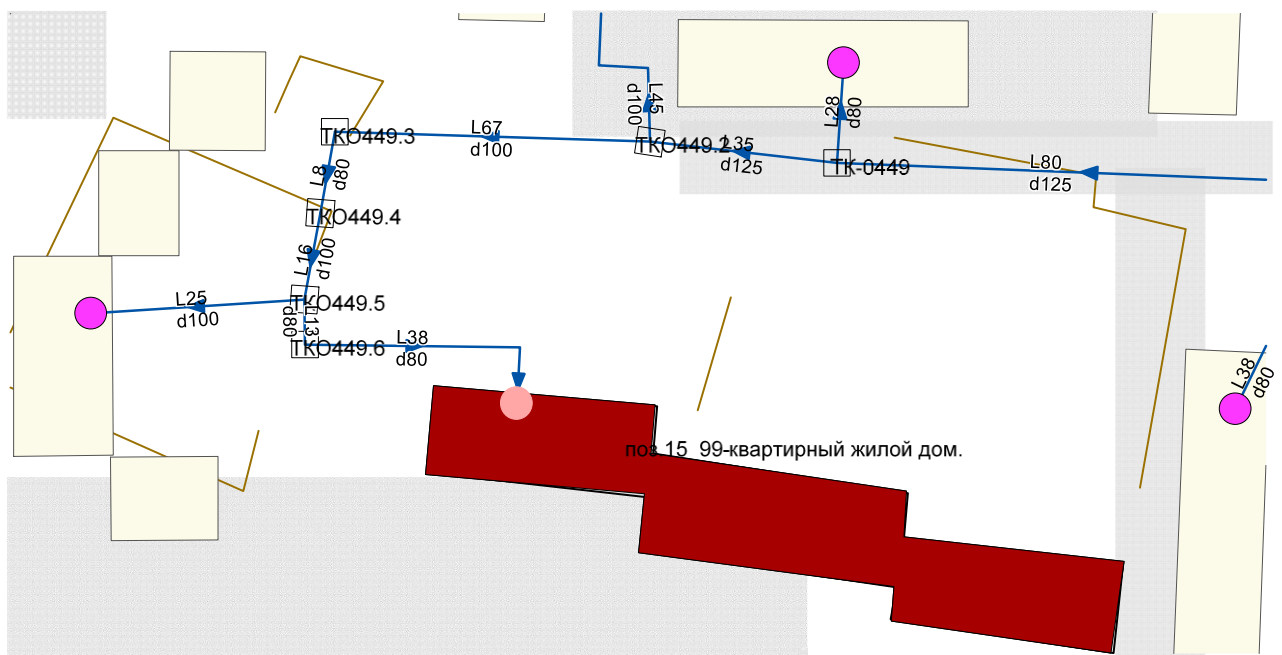 L45
d100
L28
d80
ТКО449.3
L67
d100
ТКО449.2
L35
d125
ТК-0449
L80
d125
L8
d80
ТКО449.4
L16
d100
L25
d100
ТКО449.5
L13
d80
ТКО449.6
L38
d80
L38
d80
поз.15 99-квартирный жилой дом.